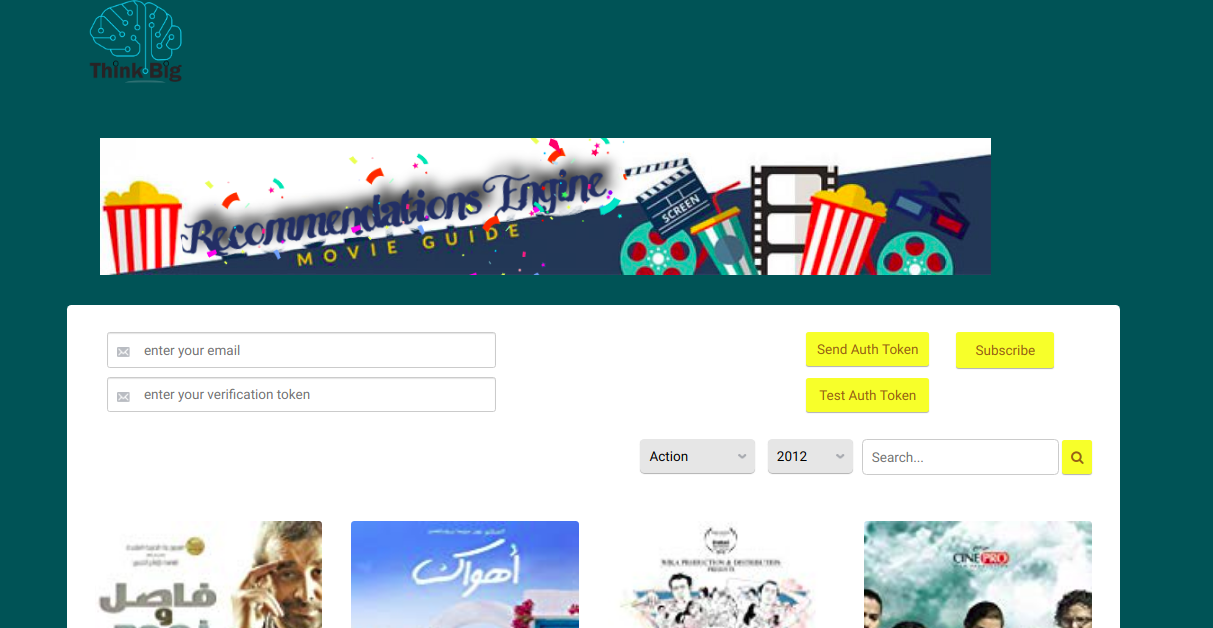 Think Big
Recommendations Engine
MOVIE GUIDE
SCREEN
enter your email
Send Auth Token
Subscribe
enter your verification token
Test Auth Token
Action
2012
Search...
فاصل
و
أهواك
WIKA PRODUCTION & DISTRIBUTION
PRESENTS
CINEPRO